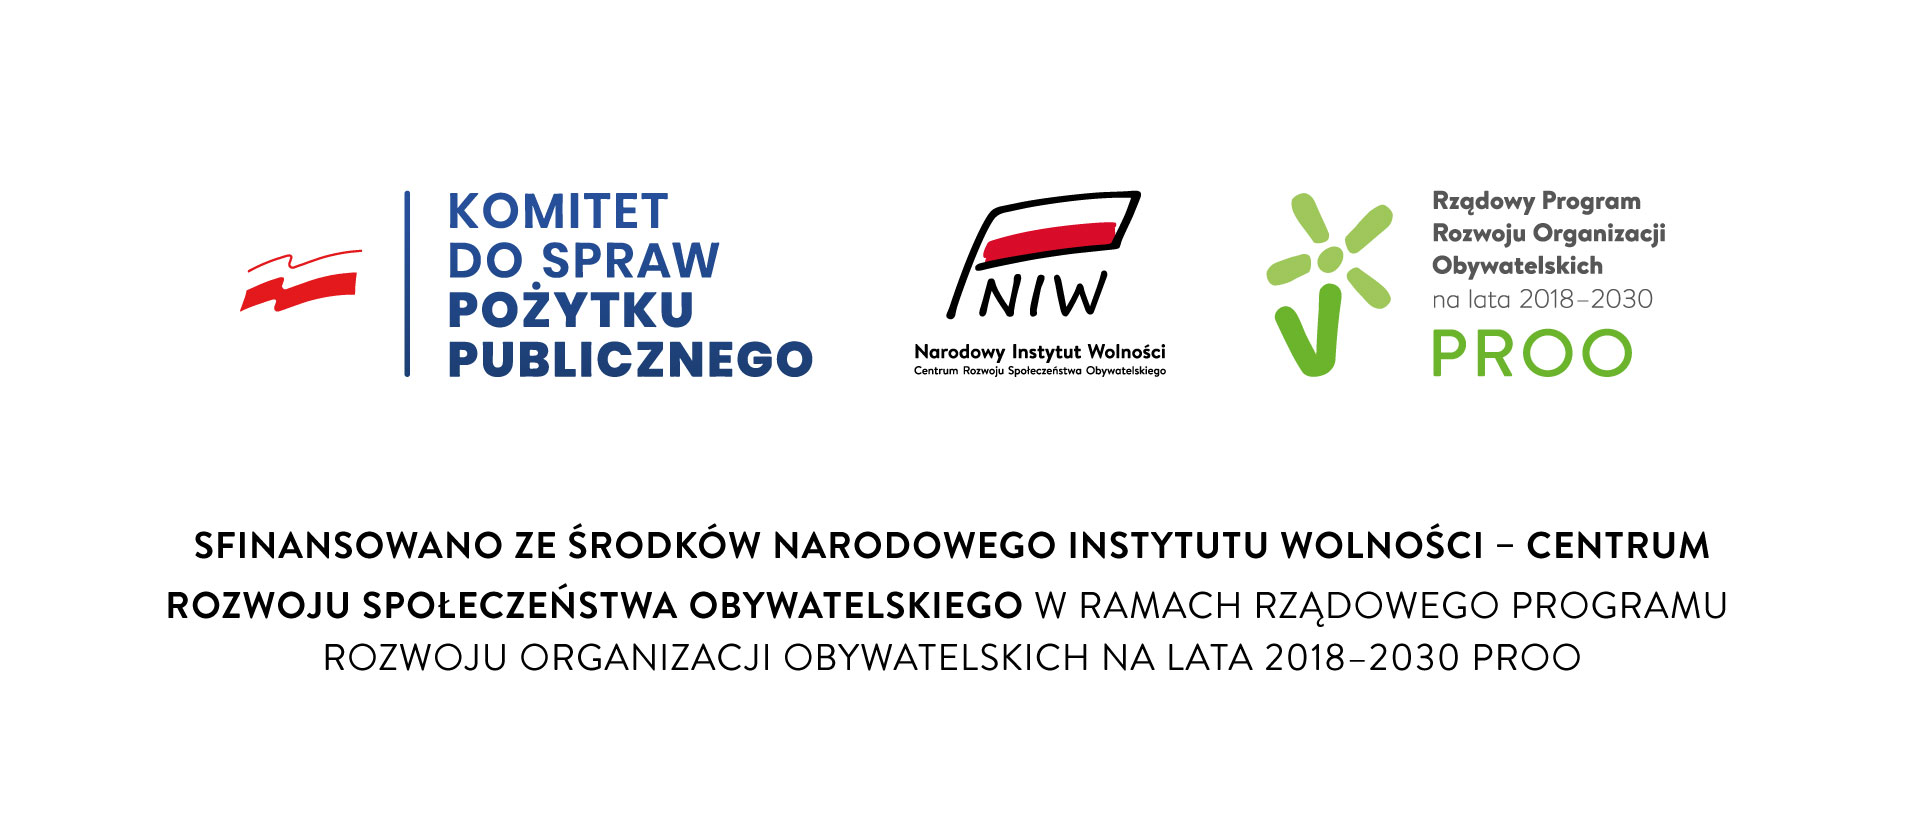 KOMITET
DO SPRAW
POŻYTKU
PUBLICZNEGO
NIW
Narodowy Instytut Wolności
Centrum Rozwoju Społeczeństwa Obywatelskiego
Rządowy Program
Rozwoju Organizacji
Obywatelskich
na lata 2018–2030
PROO
SFINANSOWANO ZE ŚRODKÓW NARODOWEGO INSTYTUTU WOLNOŚCI – CENTRUM
ROZWOJU SPOŁECZEŃSTWA OBYWATELSKIEGO W RAMACH RZĄDOWEGO PROGRAMU
ROZWOJU ORGANIZACJI OBYWATELSKICH NA LATA 2018–2030 PROO